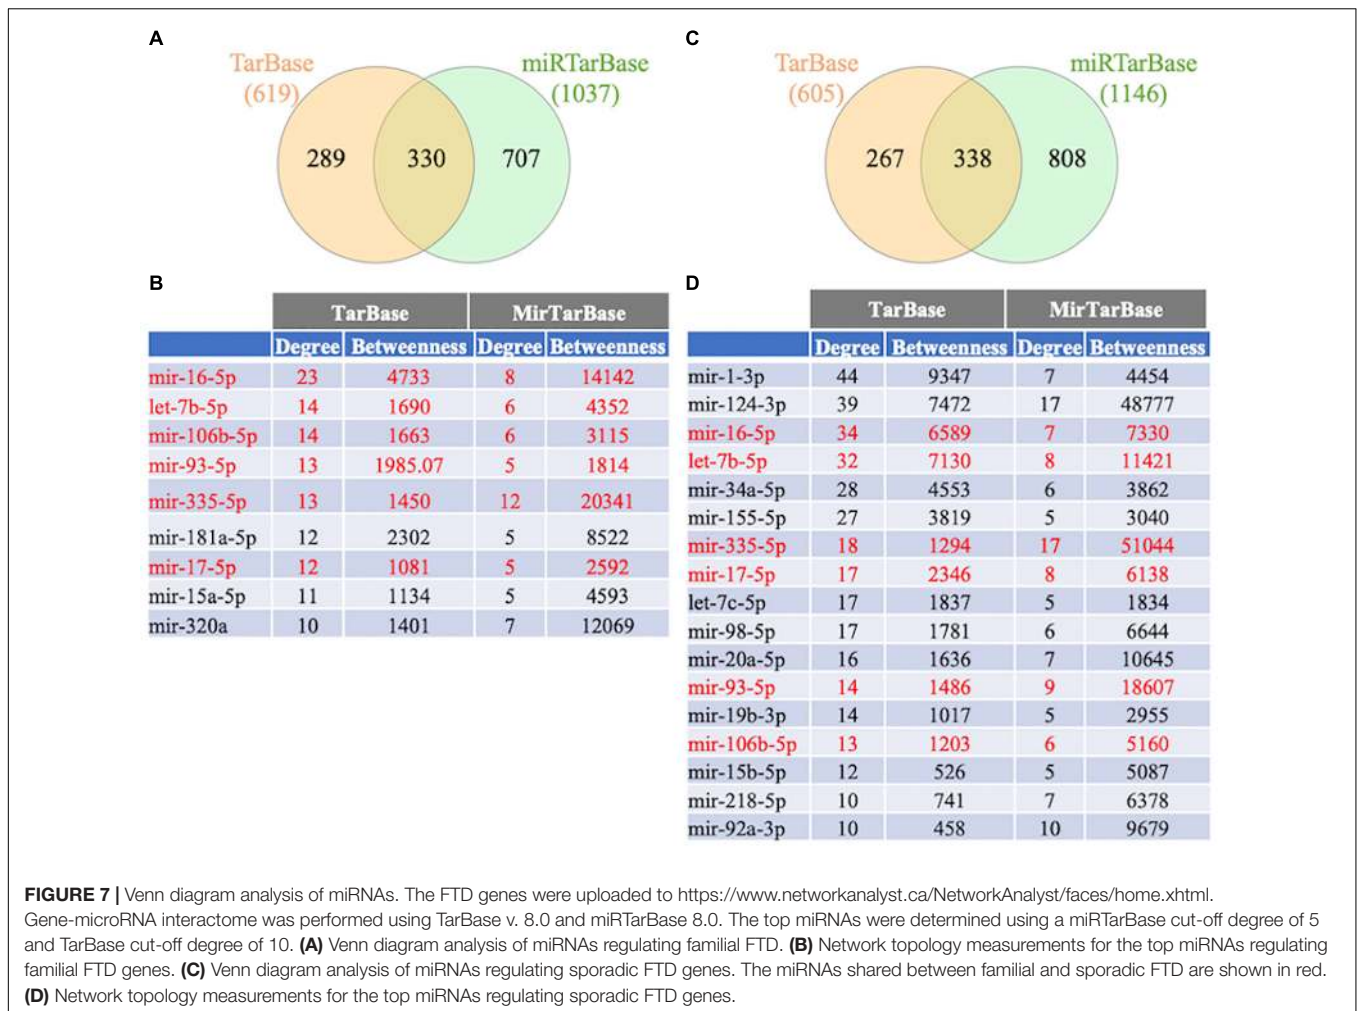 A
TarBase
(619)
miRTarBase
(1037)
289
330
707
C
TarBase
(605)
miRTarBase
(1146)
267
338
808
B
TarBase MirTarBase
Degree Betweenness Degree Betweenness
mir-16-5p 23 4733 8 14142
let-7b-5p 14 1690 6 4352
mir-106b-5p 14 1663 6 3115
mir-93-5p 13 1985.07 5 1814
mir-335-5p 13 1450 12 20341
mir-181a-5p 12 2302 5 8522
mir-17-5p 12 1081 5 2592
mir-15a-5p 11 1134 5 4593
mir-320a 10 1401 7 12069
D
TarBase MirTarBase
Degree Betweenness Degree Betweenness
mir-1-3p 44 9347 7 4454
mir-124-3p 39 7472 17 48777
mir-16-5p 34 6589 7 7330
let-7b-5p 32 7130 8 11421
mir-34a-5p 28 4553 6 3862
mir-155-5p 27 3819 5 3040
mir-335-5p 18 1294 17 51044
mir-17-5p 17 2346 8 6138
let-7c-5p 17 1837 5 1834
mir-98-5p 17 1781 6 6644
mir-20a-5p 16 1636 7 10645
mir-93-5p 14 1486 9 18607
mir-19b-3p 14 1017 5 2955
mir-106b-5p 13 1203 6 5160
mir-15b-5p 12 526 5 5087
mir-218-5p 10 741 7 6378
mir-92a-3p 10 458 10 9679
FIGURE 7 | Venn diagram analysis of miRNAs. The FTD genes were uploaded to https://www.networkanalyst.ca/NetworkAnalyst/faces/home.xhtml.
Gene-microRNA interactome was performed using TarBase v. 8.0 and miRTarBase 8.0. The top miRNAs were determined using a miRTarBase cut-off degree of 5
and TarBase cut-off degree of 10. (A) Venn diagram analysis of miRNAs regulating familial FTD. (B) Network topology measurements for the top miRNAs regulating
familial FTD genes. (C) Venn diagram analysis of miRNAs regulating sporadic FTD genes. The miRNAs shared between familial and sporadic FTD are shown in red.
(D) Network topology measurements for the top miRNAs regulating sporadic FTD genes.